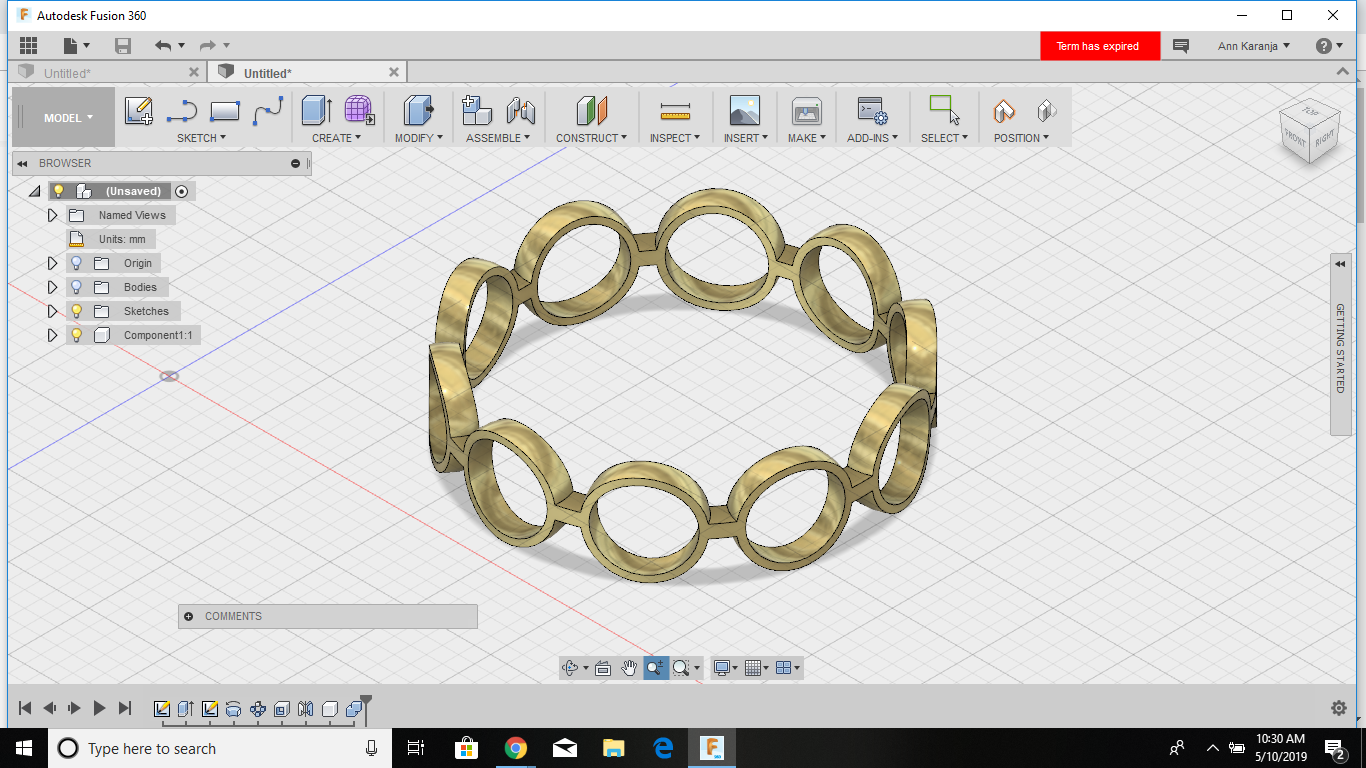 Autodesk Fusion 360
Term has expired
Ann Karanja
Untitled*
Untitled*
MODEL
SKETCH
CREATE
MODIFY
ASSEMBLE
CONSTRUCT
INSPECT
INSERT
MAKE
ADD-INS
SELECT
POSITION
TOP
FRONT
RIGHT
BROWSER
(Unsaved)
Named Views
Units: mm
Origin
Bodies
Sketches
Component1:1
GETTING STARTED
COMMENTS
Type here to search
10:30 AM
5/10/2019
2